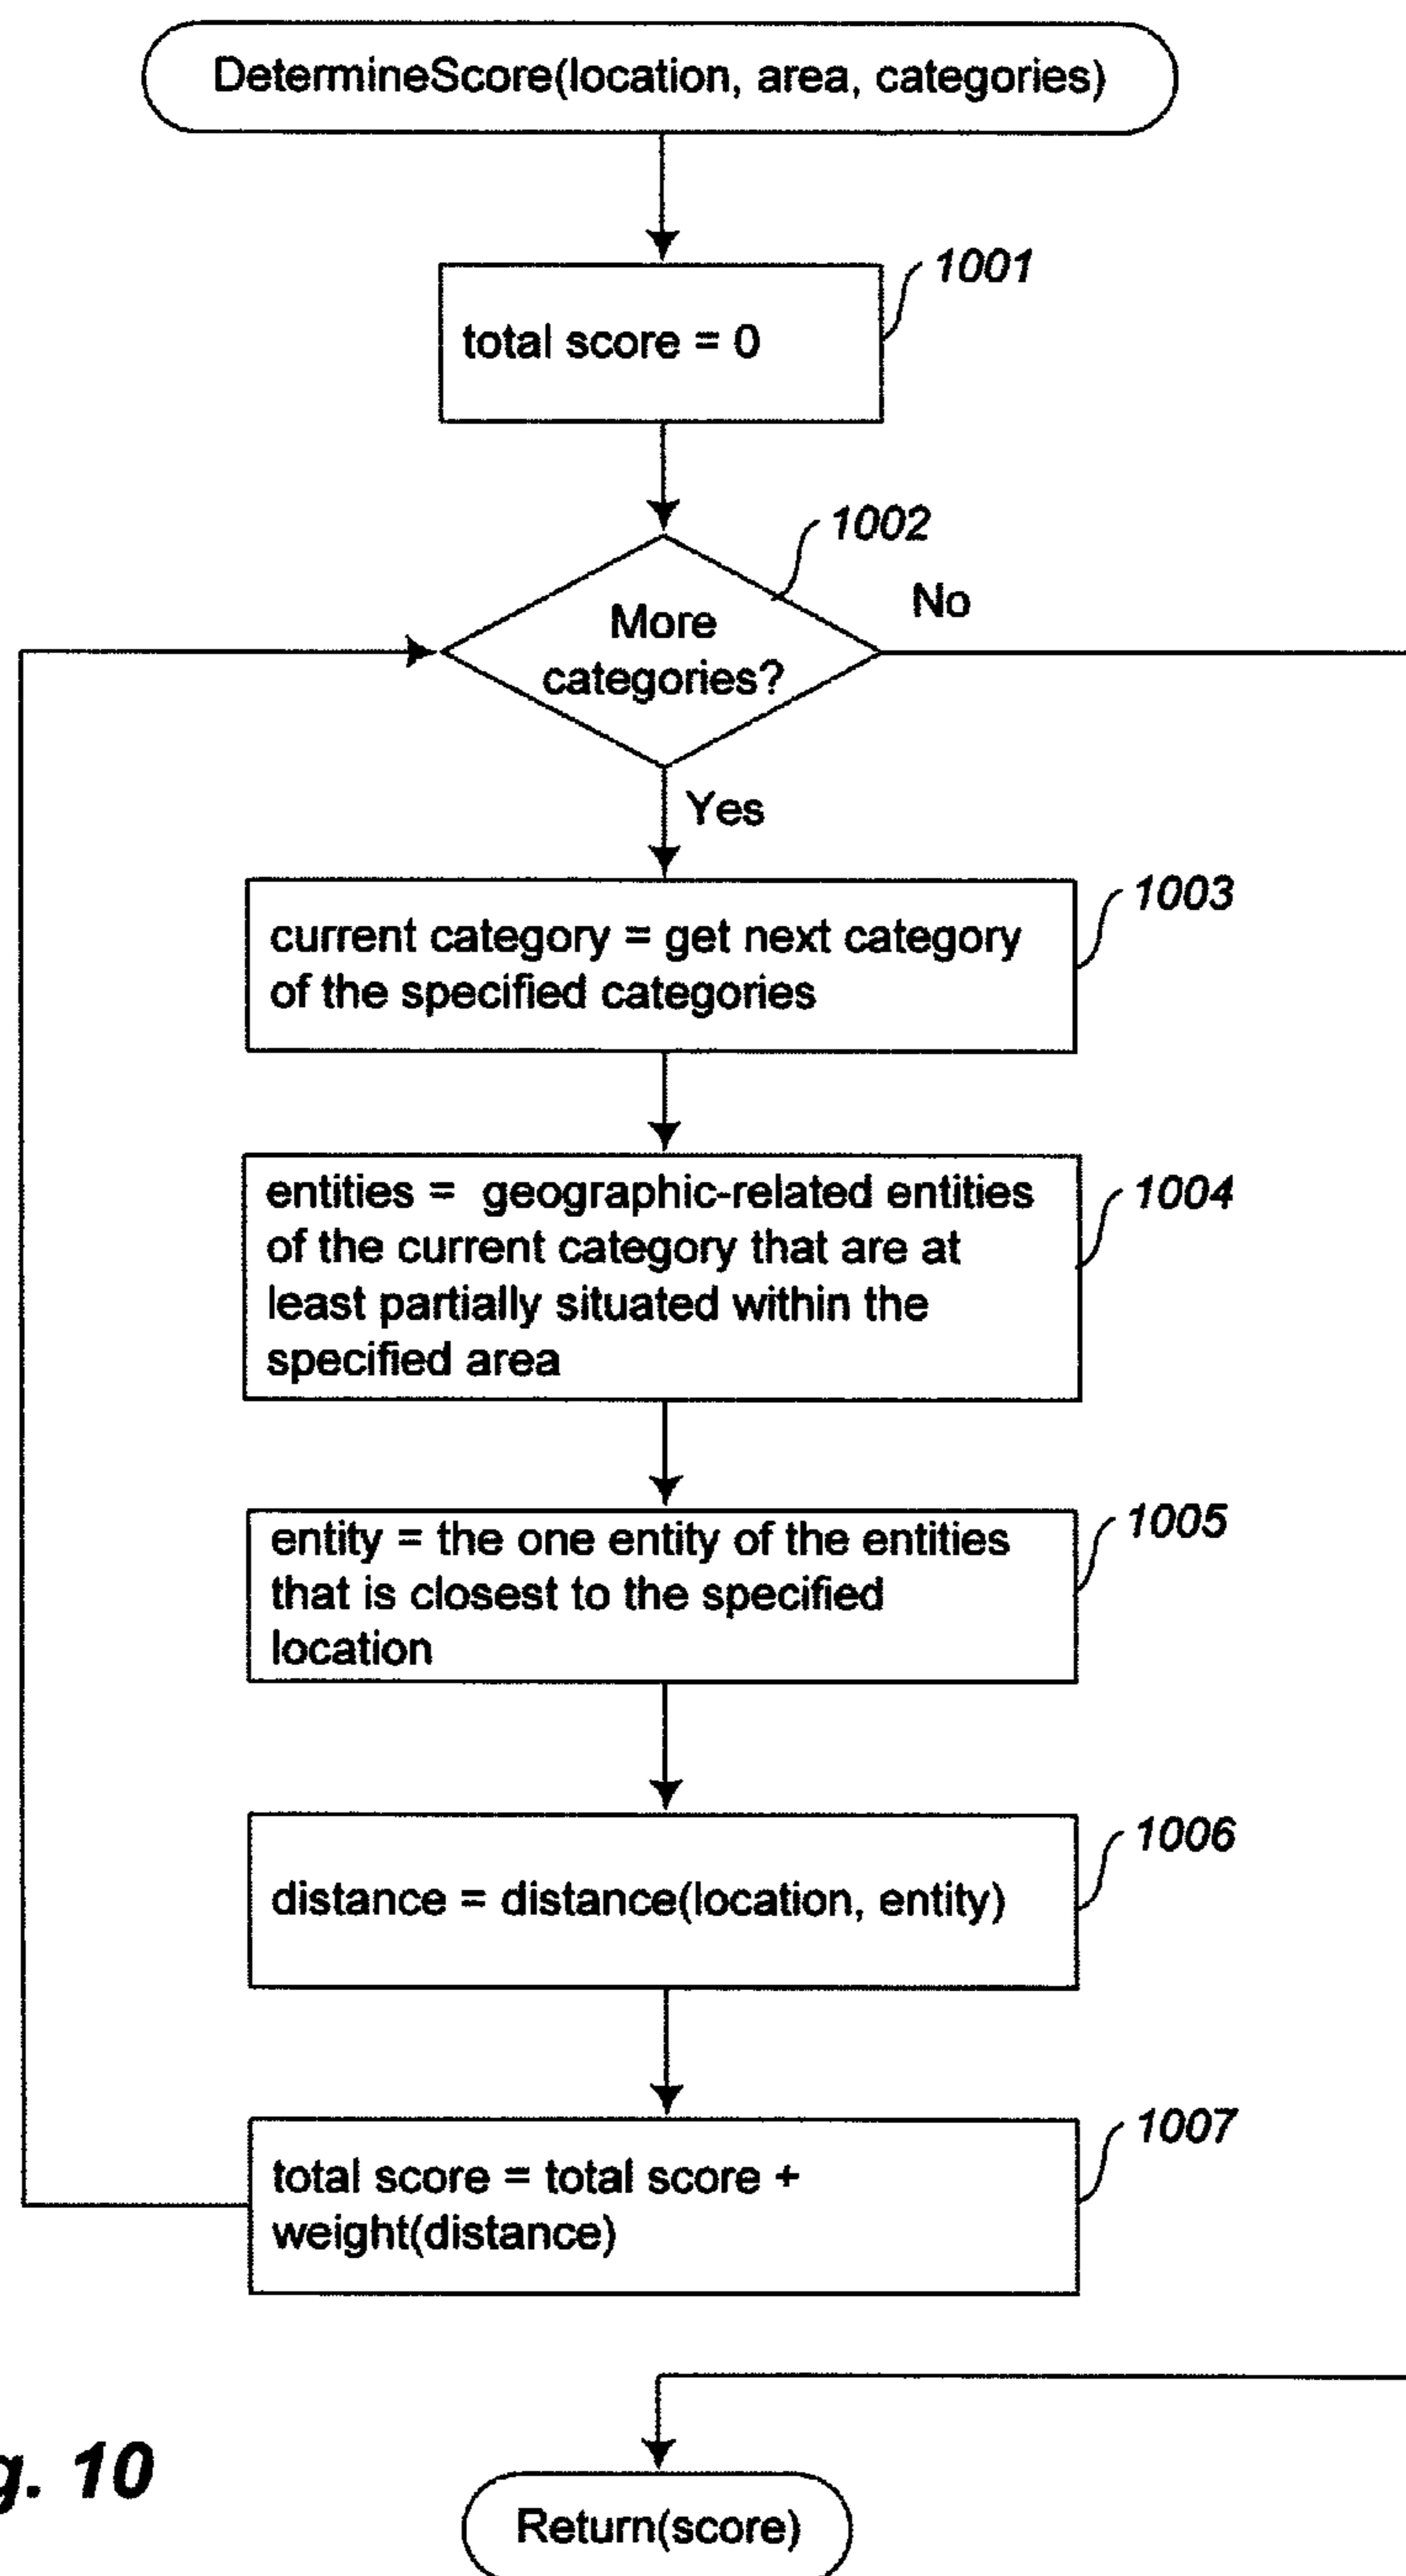 DetermineScore(location, area, categories)
1001
total score = 0
1002
No
More
categories?
Yes
1003
current category = get next category
of the specified categories
1004
entities = geographic-related entities
of the current category that are at
least partially situated within the
specified area
1005
entity = the one entity of the entities
that is closest to the specified
location
1006
distance = distance(location, entity)
1007
total score = total score +
weight(distance)
g. 10
Return(score)